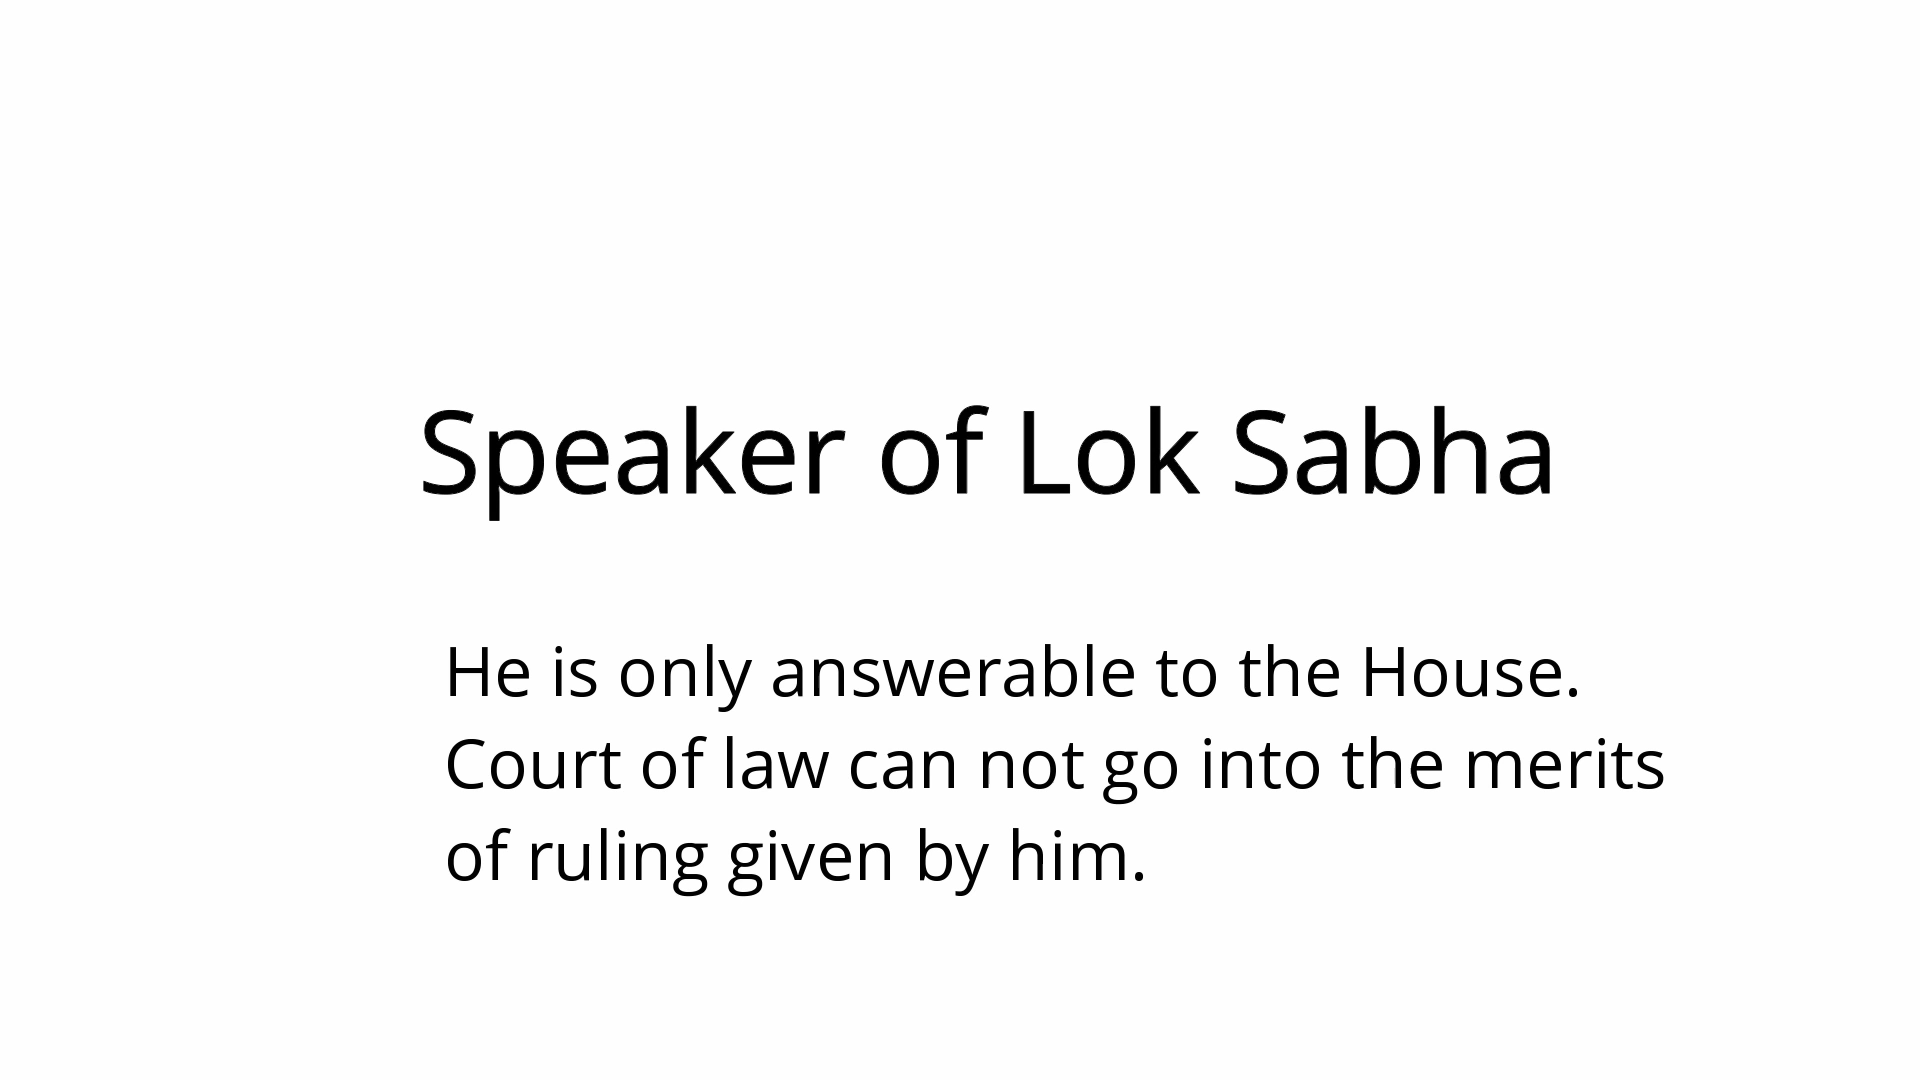 Speaker of Lok Sabha
He is only answerable to the House.
Court of law can not go into the merits
of ruling given by him.